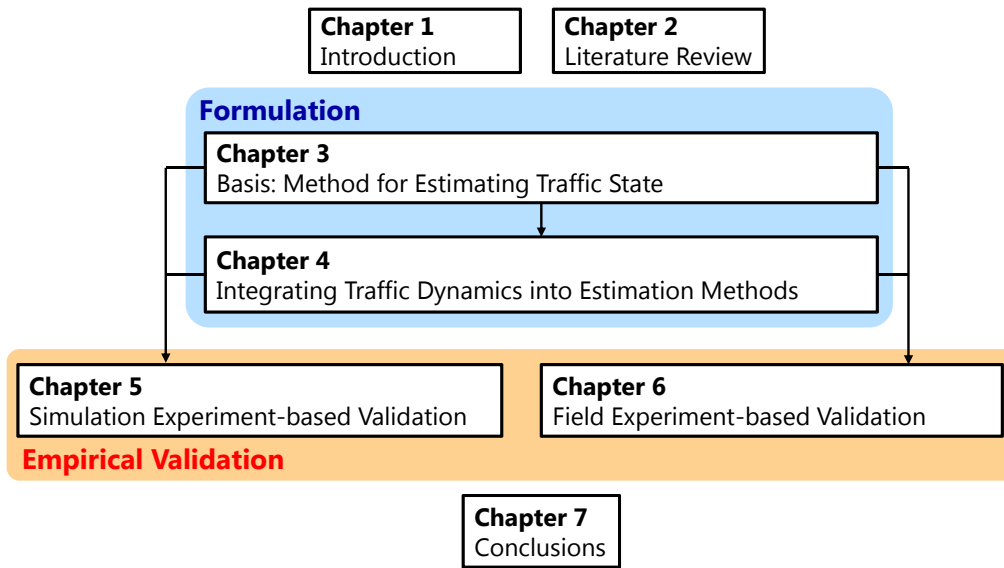 Chapter 1
Introduction
Chapter 2
Literature Review
Formulation
Chapter 3
Basis: Method for Estimating Traffic State
Chapter 4
Integrating Traffic Dynamics into Estimation Methods
Chapter 5
Simulation Experiment-based Validation
Chapter 6
Field Experiment-based Validation
Empirical Validation
Chapter 7
Conclusions